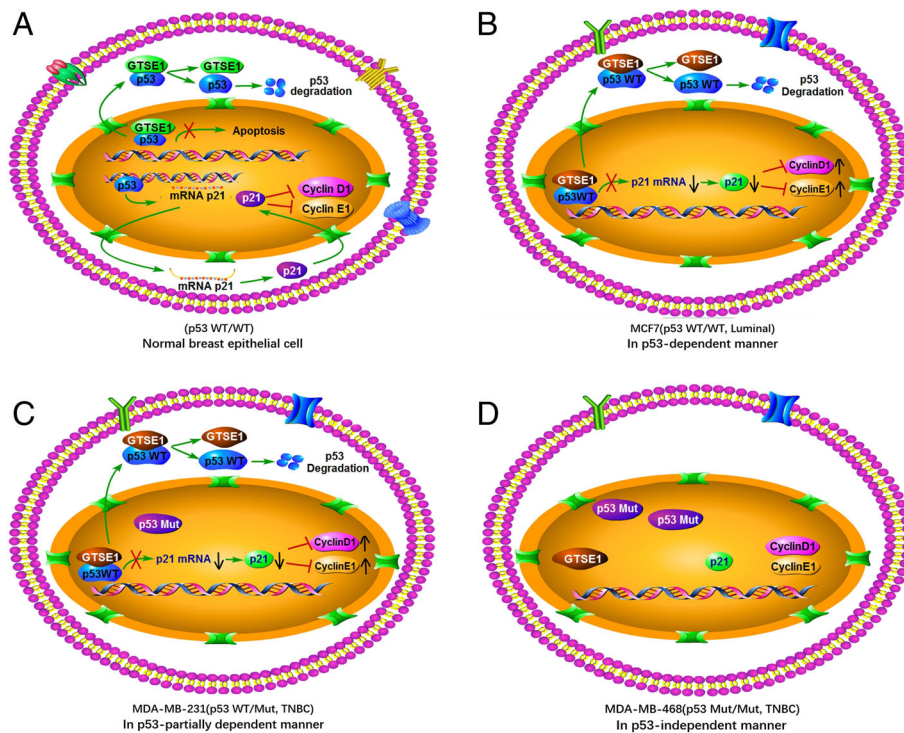 A
GTSE1
p53
GTSE1
p53
p53
degradation
GTSE1
p53
Apoptosis
p53
mRNA p21
p21
Cyclin D1
Cyclin E1
mRNA p21
p21
(p53 WT/WT)
Normal breast epithelial cell
B
GTSE1
p53 WT
GTSE1
p53 WT
p53
Degradation
GTSE1
p53WT
p21 mRNA
p21
CyclinD1
CyclinE1
MCF7(p53 WT/WT, Luminal)
In p53-dependent manner
C
GTSE1
p53 WT
GTSE1
p53 WT
p53
Degradation
p53 Mut
GTSE1
p53WT
p21 mRNA
p21
CyclinD1
CyclinE1
MDA-MB-231(p53 WT/Mut, TNBC)
In p53-partially dependent manner
D
p53 Mut
p53 Mut
GTSE1
p21
CyclinD1
CyclinE1
MDA-MB-468(p53 Mut/Mut, TNBC)
In p53-independent manner